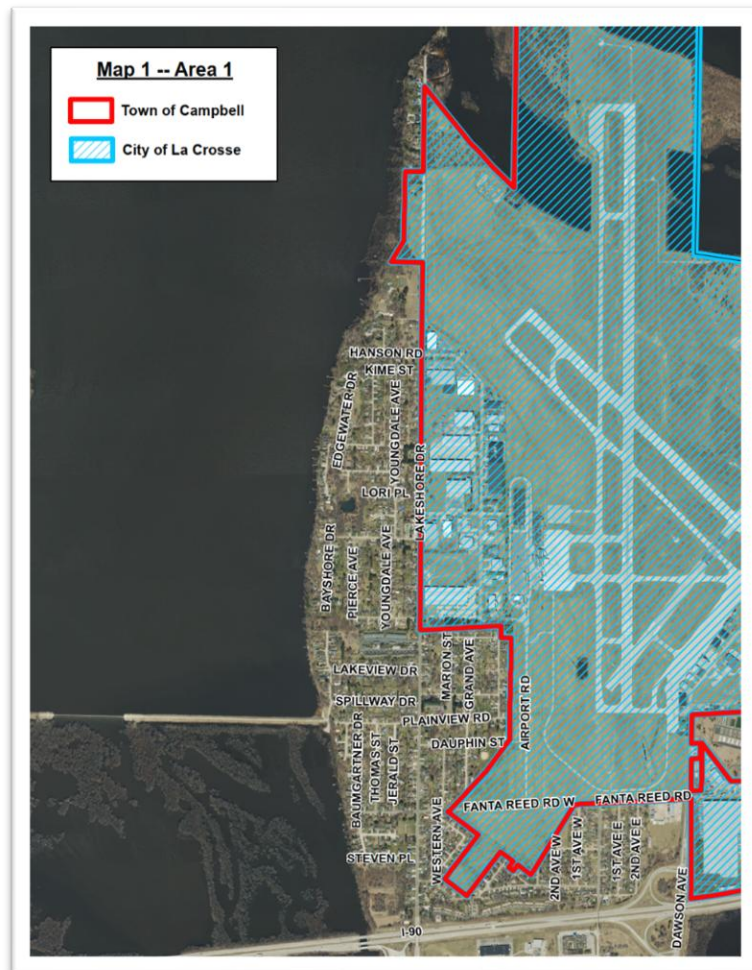 Map 1 -- Area 1
Town of Campbell
City of La Crosse
HANSON RD
KIME ST
EDGEWATER DR
YOUNGDALE AVE
LORI PL
LAKESHORE DR
BAYSHORE DR
PIERCE AVE
YOUNGDALE AVE
LAKEVIEW DR
MARION ST
GRAND AVE
SPILLWAY DR
PLAINVIEW RD
AIRPORT RD
DAUPHIN ST
BAUMGARTNER DR
THOMAS ST
JERALD ST
FANTA REED RD W
FANTA REED RD
WESTERN AVE
STEVEN PL
2ND AVE W
1ST AVE W
1ST AVE E
2ND AVE E
DAWSON AVE
I-90